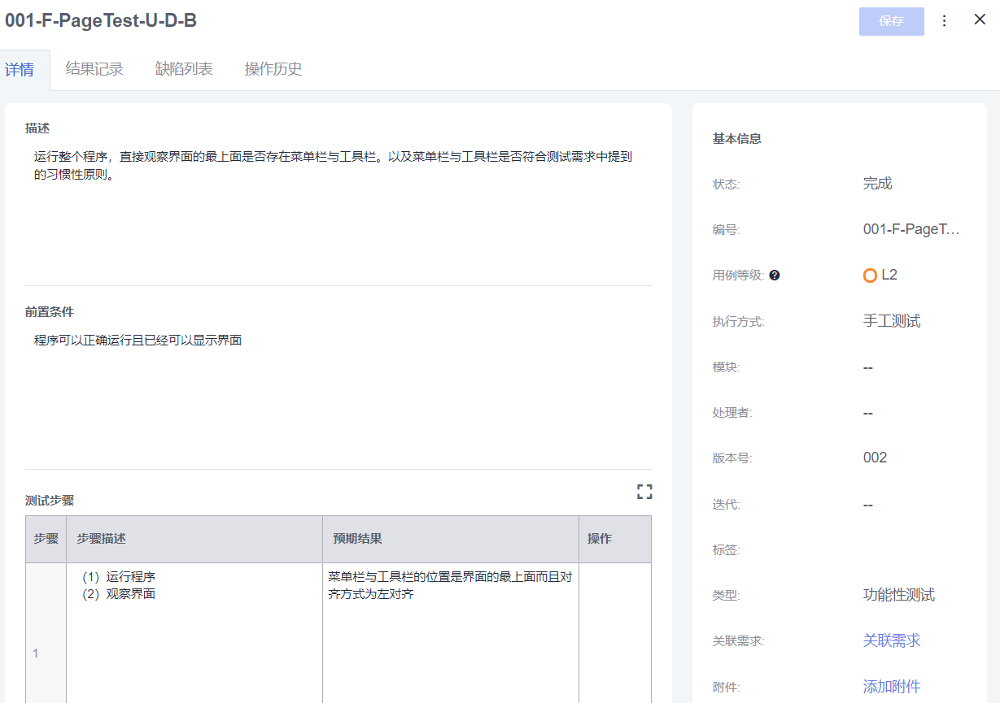 001-F-PageTest-U-D-B
保存
详情
结果记录
缺陷列表
操作历史
描述
运行整个程序，直接观察界面的最上面是否存在菜单栏与工具栏。以及菜单栏与工具栏是否符合测试需求中提到
的习惯性原则。
前置条件
程序可以正确运行且已经可以显示界面
测试步骤
步骤
步骤描述
预期结果
操作
1
（1）运行程序
（2）观察界面
菜单栏与工具栏的位置是界面的最上面而且对
齐方式为左对齐
基本信息
状态:
完成
编号:
001-F-PageT...
用例等级:
L2
执行方式:
手工测试
模块:
--
处理者:
--
版本号:
002
迭代:
--
标签:
类型:
功能性测试
关联需求:
关联需求
附件:
添加附件